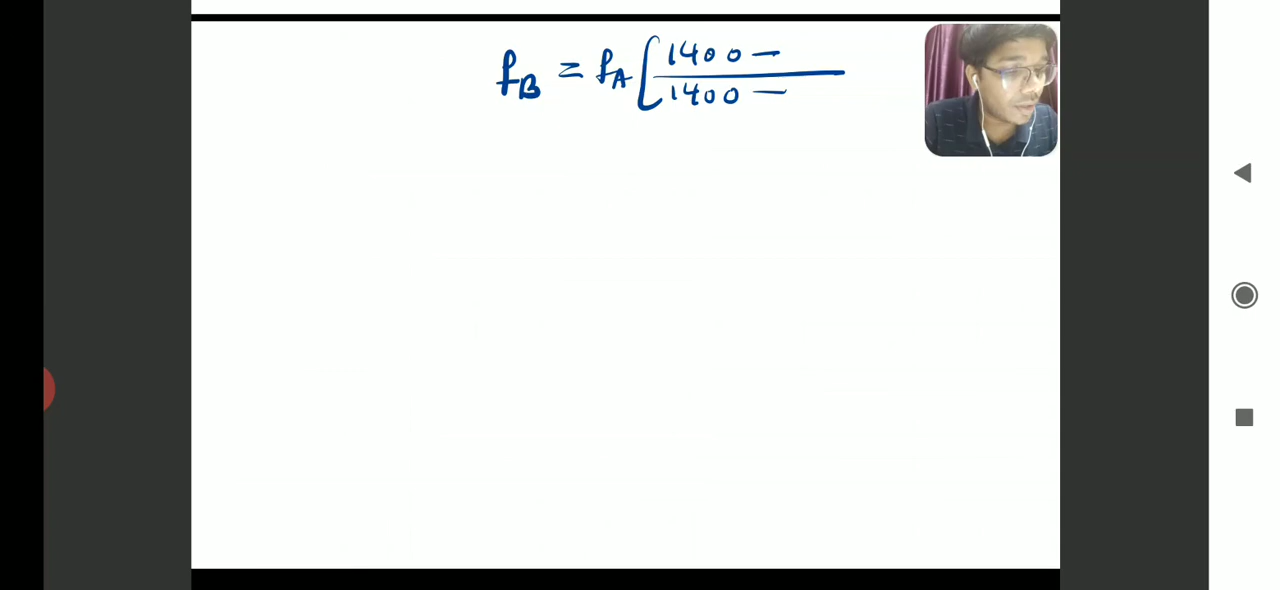 f_B = f_A [ 1400 –
1400 –